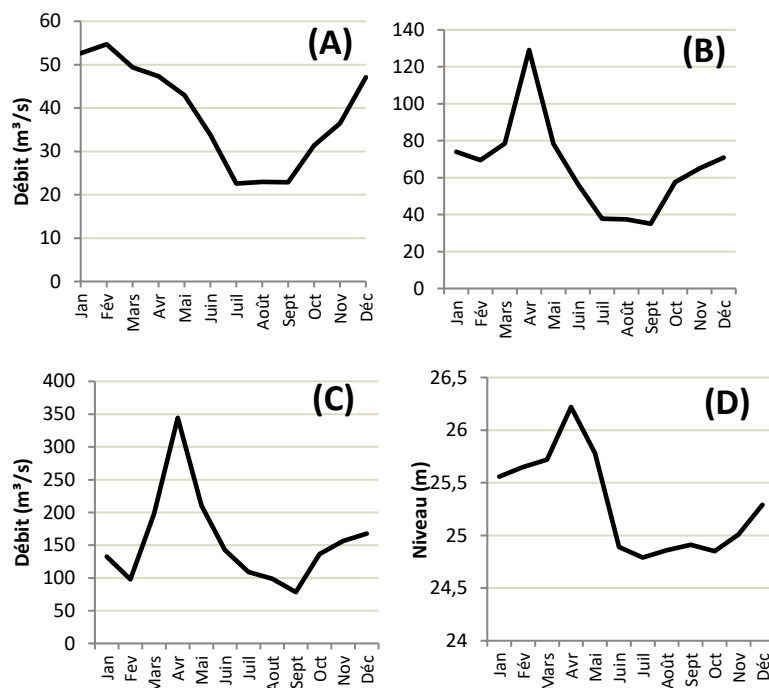 (A)
Débit (m³/s)
60
50
40
30
20
10
0
Jan
Fév
Mars
Avr
Mai
Juin
Juil
Août
Sept
Oct
Nov
Déc
(B)
140
120
100
80
60
40
20
0
Jan
Fév
Mars
Avr
Mai
Juin
Juil
Août
Sept
Oct
Nov
Déc
(C)
Débit (m³/s)
400
350
300
250
200
150
100
50
0
Jan
Fev
Mars
Avr
Mai
Juin
Juil
Aout
Sept
Oct
Nov
Déc
(D)
Niveau (m)
26,5
26
25,5
25
24,5
24
Jan
Fév
Mars
Avr
Mai
Juin
Juil
Août
Sept
Oct
Nov
Déc